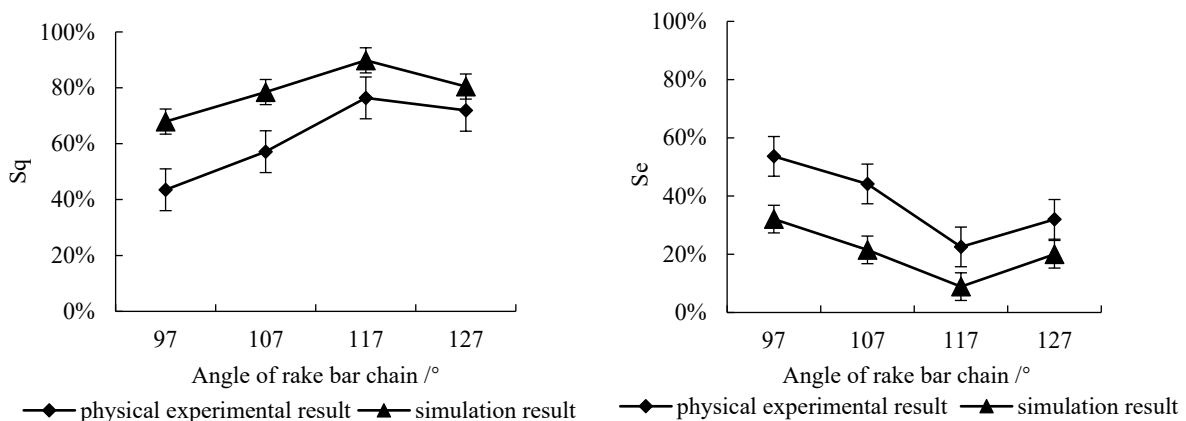 100%
80%
60%
40%
20%
0%
Sq
97 107 117 127
Angle of rake bar chain /°
physical experimental result simulation result
100%
80%
60%
40%
20%
0%
Se
97 107 117 127
Angle of rake bar chain /°
physical experimental result simulation result